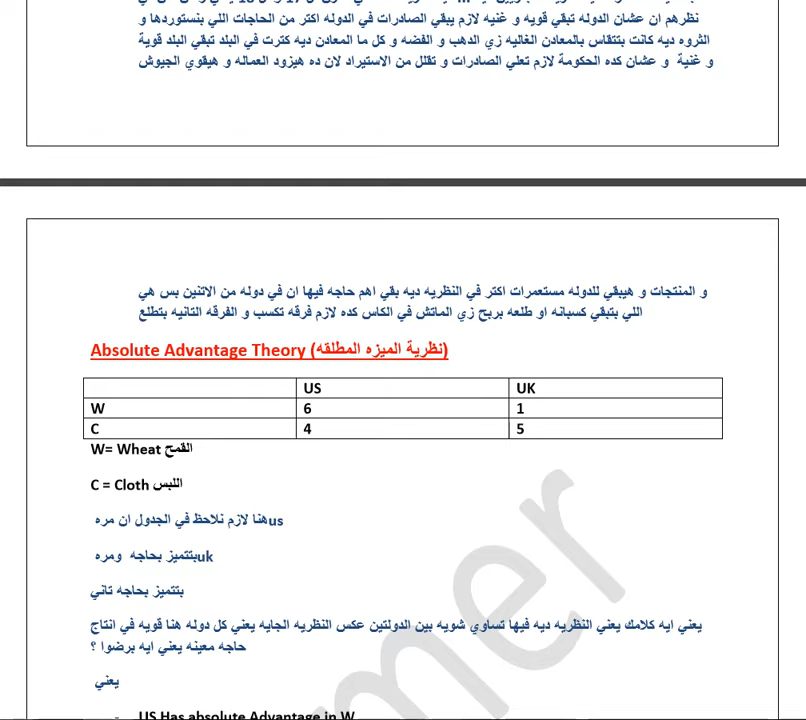 نظرهم ان عشان الدوله تبقي قويه و غنيه لازم يبقي الصادرات في الدوله اكتر من الحاجات اللي بنستوردها و
الثروه ديه كانت بتتقاس بالمعادن الغاليه زي الدهب و الفضه و كل ما المعادن ديه كترت في البلد تبقي البلد قوية
و غنية و عشان كده الحكومة لازم تعلي الصادرات و تقلل من الاستيراد لان ده هيزود العماله و هيقوي الجيوش
و المنتجات و هيبقي للدوله مستعمرات اكتر في النظريه ديه بقي اهم حاجه فيها ان في دوله من الاتنين بس هي
اللي بتبقي كسبانه او طلعه بربح زي الماتش في الكاس كده لازم فرقه تكسب و الفرقه التانيه بتطلع
Absolute Advantage Theory (نظرية الميزه المطلقه)
US UK
W 6 1
C 4 5
W= Wheat القمح
C = Cloth اللبس
هنا لازم نلاحظ في الجدول ان مره us
بتتميز بحاجه ومره uk
بتتميز بحاجه تاني
يعني ايه كلامك يعني النظريه ديه فيها تساوي شويه بين الدولتين عكس النظريه الجايه يعني كل دوله هنا قويه في انتاج
حاجه معينه يعني ايه برضوا ؟
يعني
- US Has absolute Advantage in W